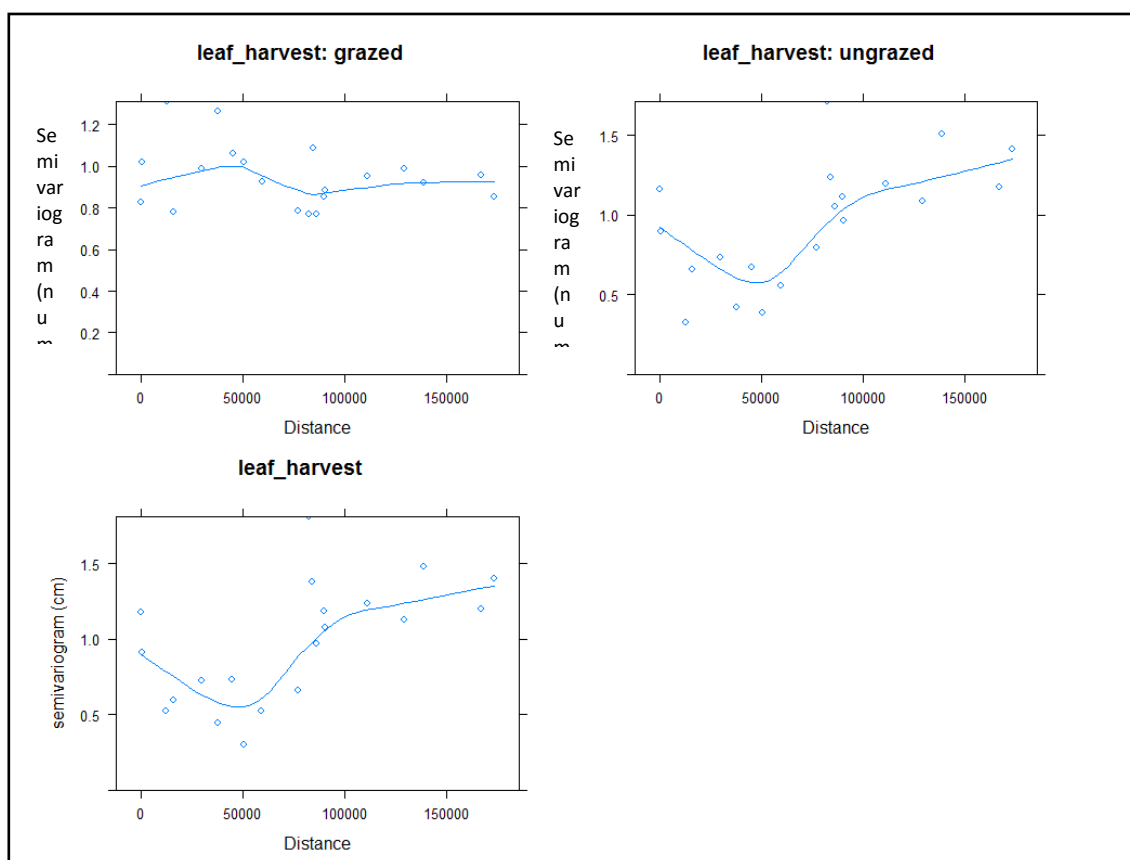 leaf_harvest: grazed
Se
mi
var
iog
ra
m
(n
u
1.2
1.0
0.8
0.6
0.4
0.2
0
50000
100000
150000
Distance
leaf_harvest: ungrazed
Se
mi
var
iog
ra
m
(n
u
1.5
1.0
0.5
0
50000
100000
150000
Distance
leaf_harvest
semivariogram (cm)
1.5
1.0
0.5
0
50000
100000
150000
Distance